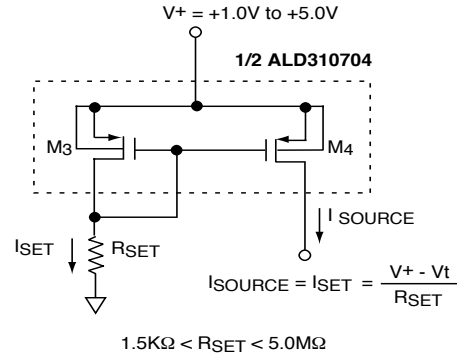 V+ = +1.0V to +5.0V
1/2 ALD310704
M3
M4
I SOURCE
ISET
RSET
ISOURCE = ISET = V+ - Vt / RSET
1.5KΩ < RSET < 5.0MΩ